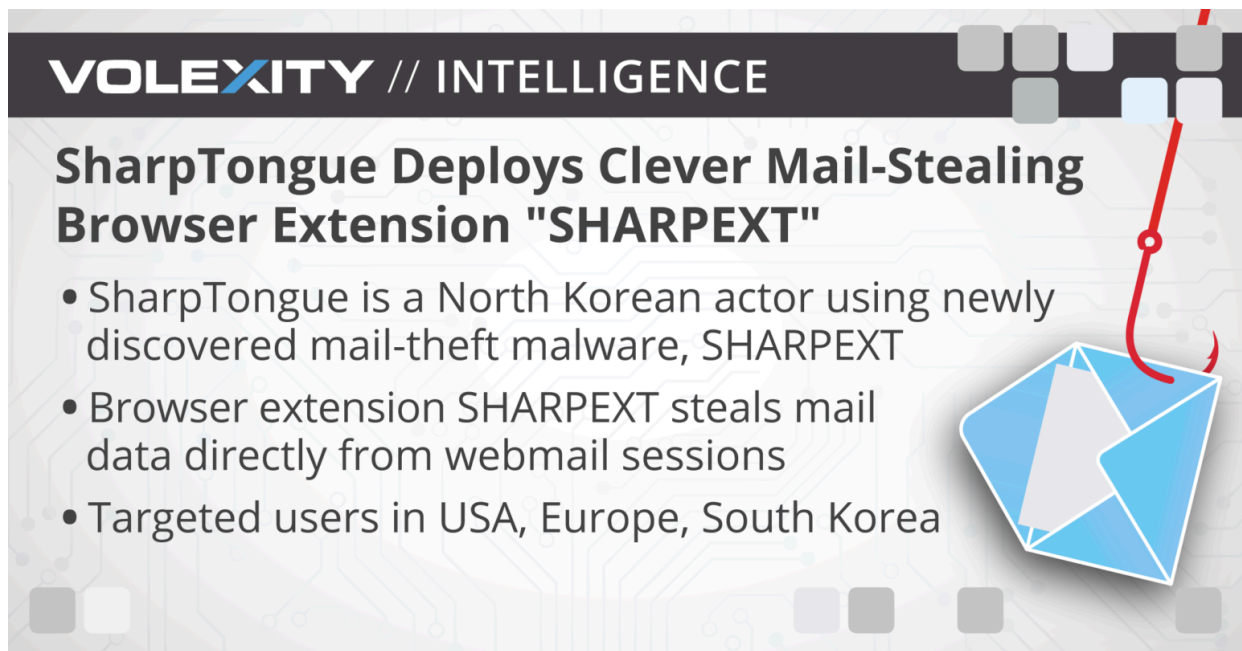 VOLEXITY // INTELLIGENCE
SharpTongue Deploys Clever Mail-Stealing
Browser Extension "SHARPEXT"
• SharpTongue is a North Korean actor using newly
discovered mail-theft malware, SHARPEXT
• Browser extension SHARPEXT steals mail
data directly from webmail sessions
• Targeted users in USA, Europe, South Korea